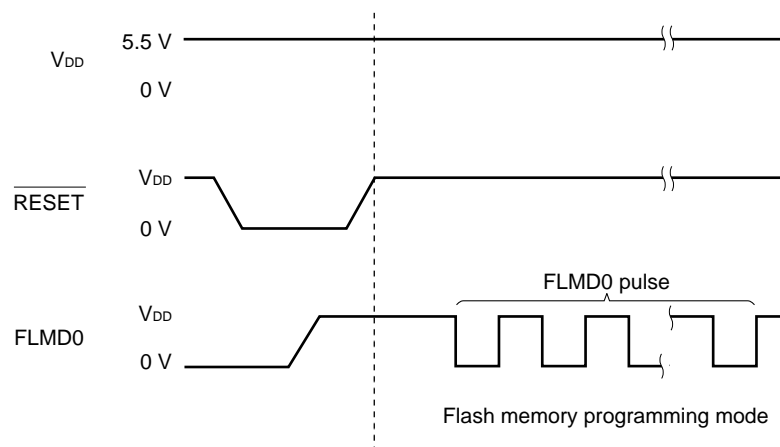 5.5 V
VDD
0 V
VDD
RESET
0 V
FLMD0 pulse
VDD
FLMD0
0 V
Flash memory programming mode